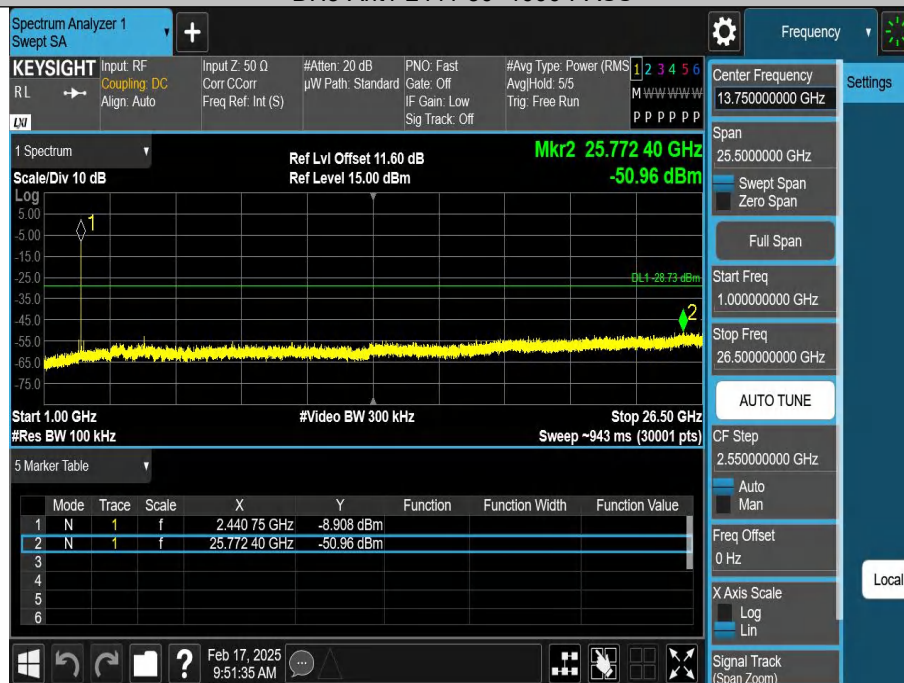 Spectrum Analyzer 1
Swept SA
+
Frequency
KEYSIGHT
RL
LXI
Input: RF
Coupling: DC
Align: Auto
Input Z: 50 Ω
Corr CCorr
Freq Ref: Int (S)
#Atten: 20 dB
µW Path: Standard
PNO: Fast
Gate: Off
IF Gain: Low
Sig Track: Off
#Avg Type: Power (RMS
Avg|Hold: 5/5
Trig: Free Run
1 2 3 4 5 6
M W W W W W
P P P P P P
Center Frequency
13.750000000 GHz
Settings
Span
25.5000000 GHz
Swept Span
Zero Span
Full Span
Start Freq
1.000000000 GHz
Stop Freq
26.500000000 GHz
AUTO TUNE
CF Step
2.550000000 GHz
Auto
Man
Freq Offset
0 Hz
X Axis Scale
Log
Lin
Local
Signal Track
(Span Zoom)
1 Spectrum
Scale/Div 10 dB
Ref Lvl Offset 11.60 dB
Ref Level 15.00 dBm
Mkr2 25.772 40 GHz
-50.96 dBm
Log
5.00
-5.00
-15.0
-25.0
-35.0
-45.0
-55.0
-65.0
-75.0
1
DL1 -28.73 dBm
2
Start 1.00 GHz
#Video BW 300 kHz
Stop 26.50 GHz
#Res BW 100 kHz
Sweep ~943 ms (30001 pts)
5 Marker Table
Mode Trace Scale X Y Function Function Width Function Value
1 N 1 f 2.440 75 GHz -8.908 dBm
2 N 1 f 25.772 40 GHz -50.96 dBm
3
4
5
6
?
Feb 17, 2025
9:51:35 AM